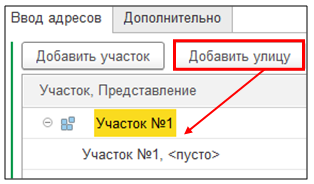 Ввод адресов Дополнительно
Добавить участок Добавить улицу
Участок, Представление
Участок №1
Участок №1, <пусто>